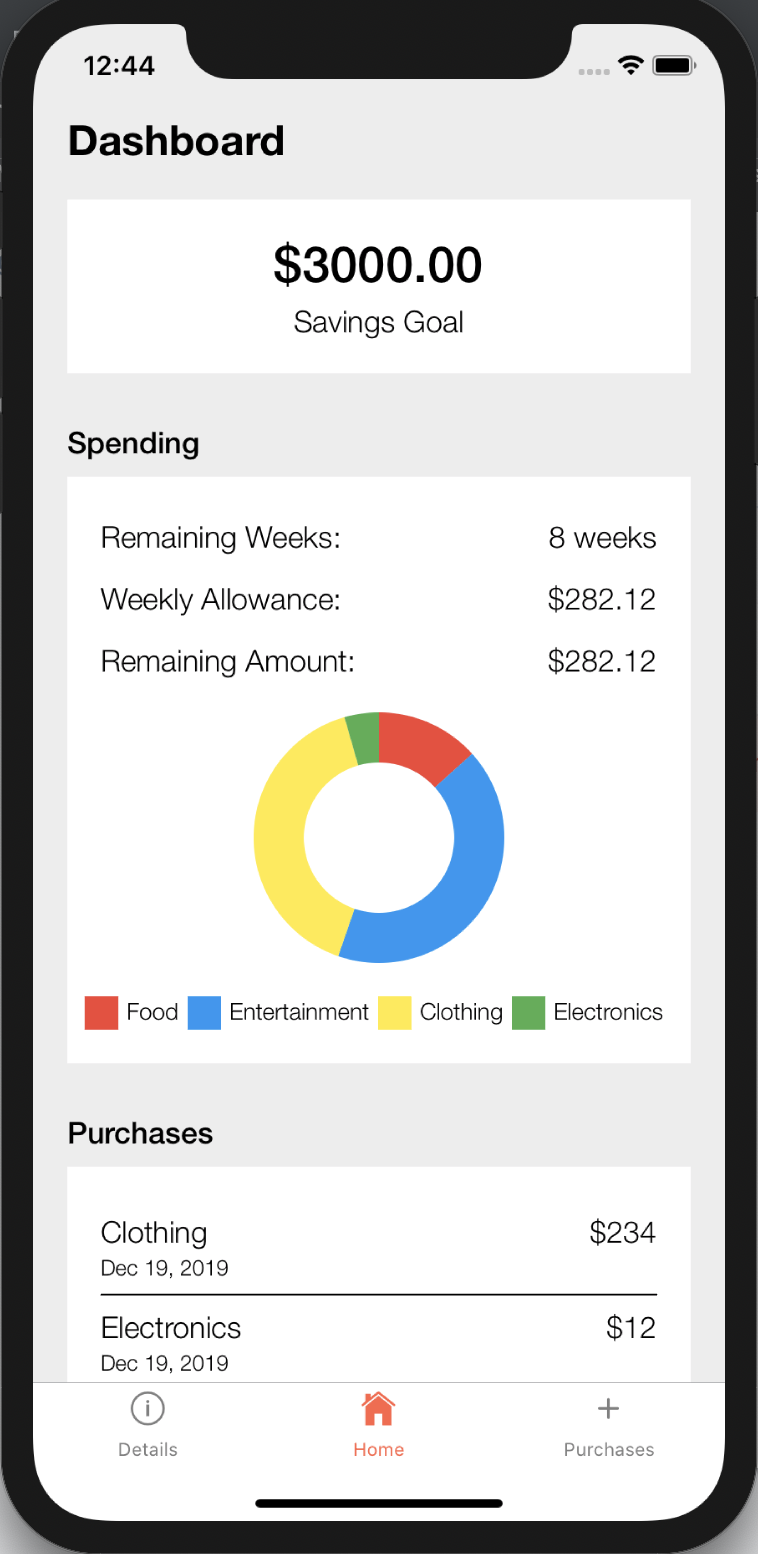 12:44
Dashboard
$3000.00
Savings Goal
Spending
Remaining Weeks: 8 weeks
Weekly Allowance: $282.12
Remaining Amount: $282.12
Food Entertainment Clothing Electronics
Purchases
Clothing $234
Dec 19, 2019
Electronics $12
Dec 19, 2019
Details Home Purchases